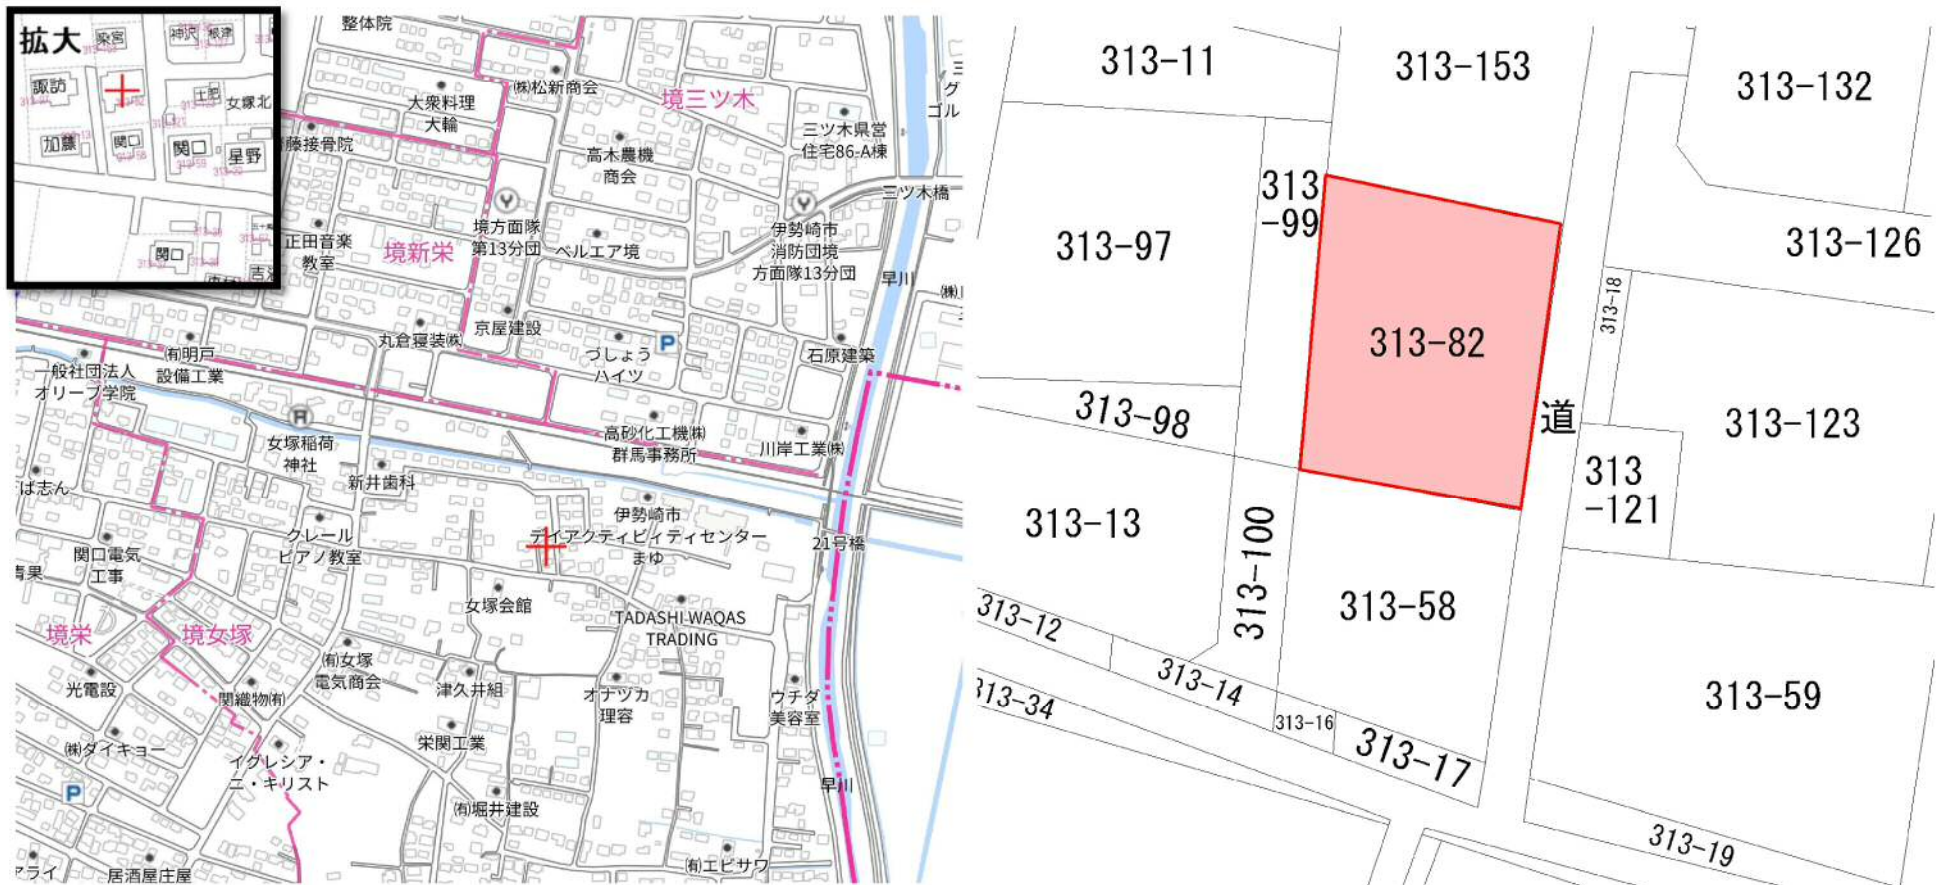 拡大
染宮
神沢
根津
諏訪
土肥
女塚北
加藤
関口
関口
星野
関口
整体院
㈱松新商会
大衆料理
大輪
境三ツ木
三ツ木県営
住宅86-A棟
高木農機
商会
三ツ木橋
境方面隊
第13分団
ベルエア境
伊勢崎市
消防団境
方面隊13分団
正田音楽
教室
境新栄
早川
丸倉寝装㈱
京屋建設
づしょう
ハイツ
P
石原建築
㈲明戸
設備工業
一般社団法人
オリーブ学院
女塚稲荷
神社
高砂化工機㈱
群馬事務所
川岸工業㈱
新井歯科
ば志ん
クレール
ピアノ教室
伊勢崎市
デイアクティビィティセンター
まゆ
21号橋
関口電気
工事
青果
女塚会館
TADASHI WAQAS
TRADING
境栄
境女塚
㈲女塚
電気商会
光電設
関織物㈲
津久井組
オナヅカ
理容
ウチダ
美容室
㈱ダイキョー
栄関工業
イグレシア・
ニ・キリスト
P
早川
㈲堀井建設
㈲エビサワ
アライ
居酒屋庄屋
313-11
313-153
313-132
313
-99
313-97
313-126
313-18
313-82
313-98
道
313-123
313
-121
313-13
313-100
313-58
313-12
313-14
313-34
313-16
313-17
313-59
313-19